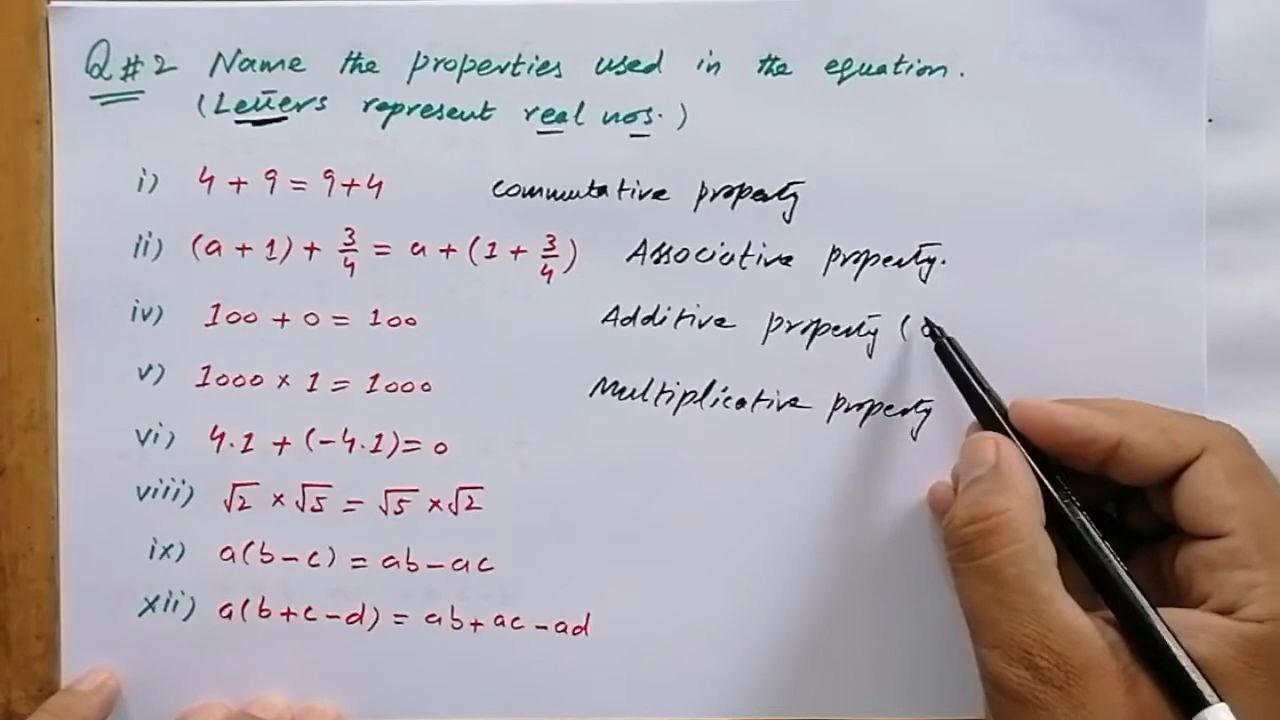 Q#2 Name the properties used in the equation.
(Letters represent real nos.)
i) 4 + 9 = 9+4 commutative property
ii) (a + 1) + 3/4 = a + (1 + 3/4) Associative property.
iv) 100 + 0 = 100 Additive property (
v) 1000 × 1 = 1000 Multiplicative property
vi) 4.1 + (-4.1)= 0
viii) √2 × √5 = √5 × √2
ix) a(b-c) = ab-ac
xii) a(b+c-d) = ab+ac-ad